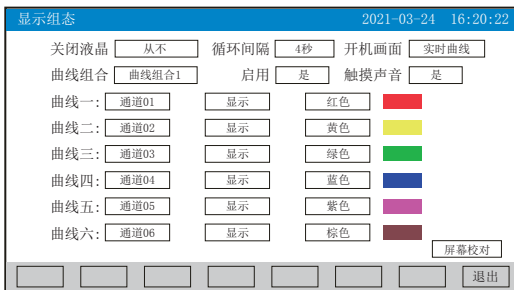 显示组态 2021-03-24 16:20:22
关闭液晶 从不 循环间隔 4秒 开机画面 实时曲线
曲线组合 曲线组合1 启用 是 触摸声音 是
曲线一: 通道01 显示 红色
曲线二: 通道02 显示 黄色
曲线三: 通道03 显示 绿色
曲线四: 通道04 显示 蓝色
曲线五: 通道05 显示 紫色
曲线六: 通道06 显示 棕色
屏幕校对
退出